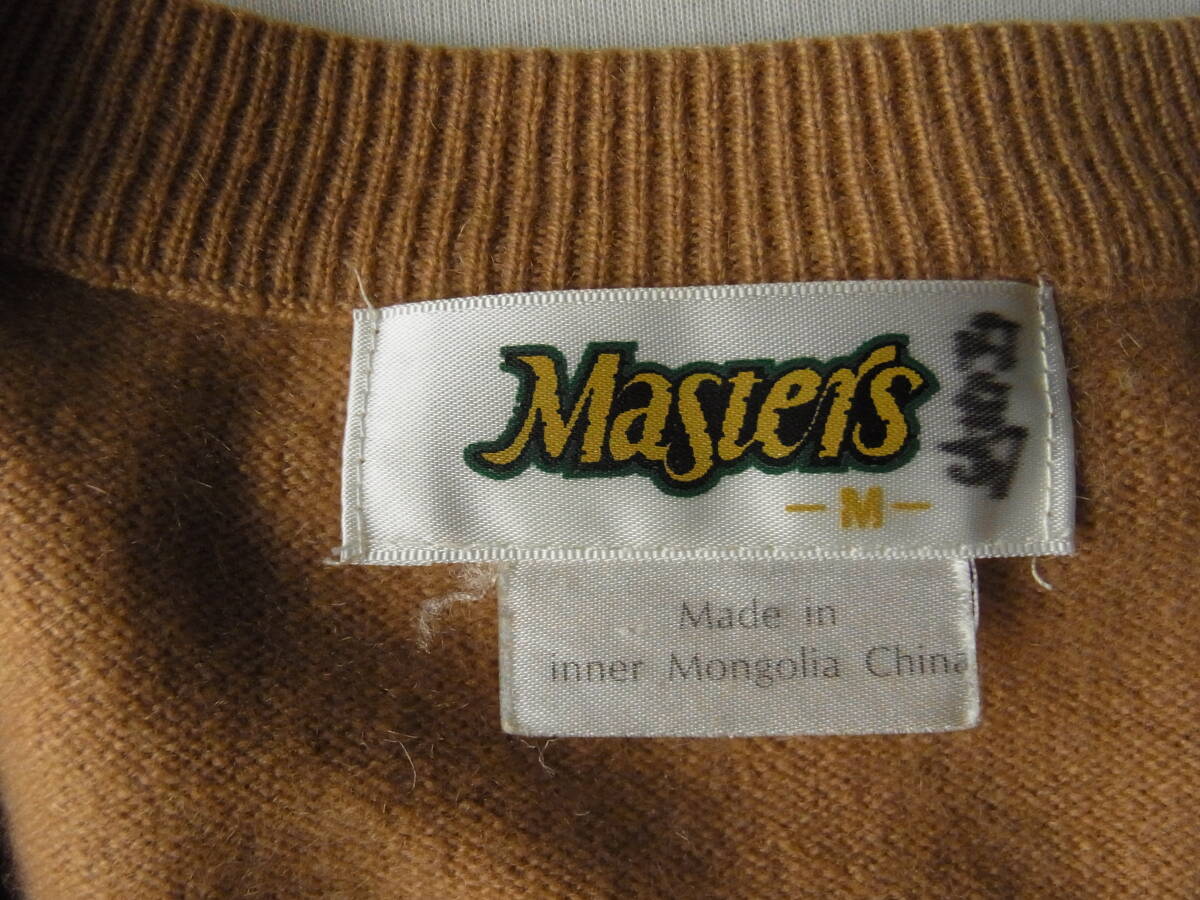 Masters
-M-
Made in
inner Mongolia China